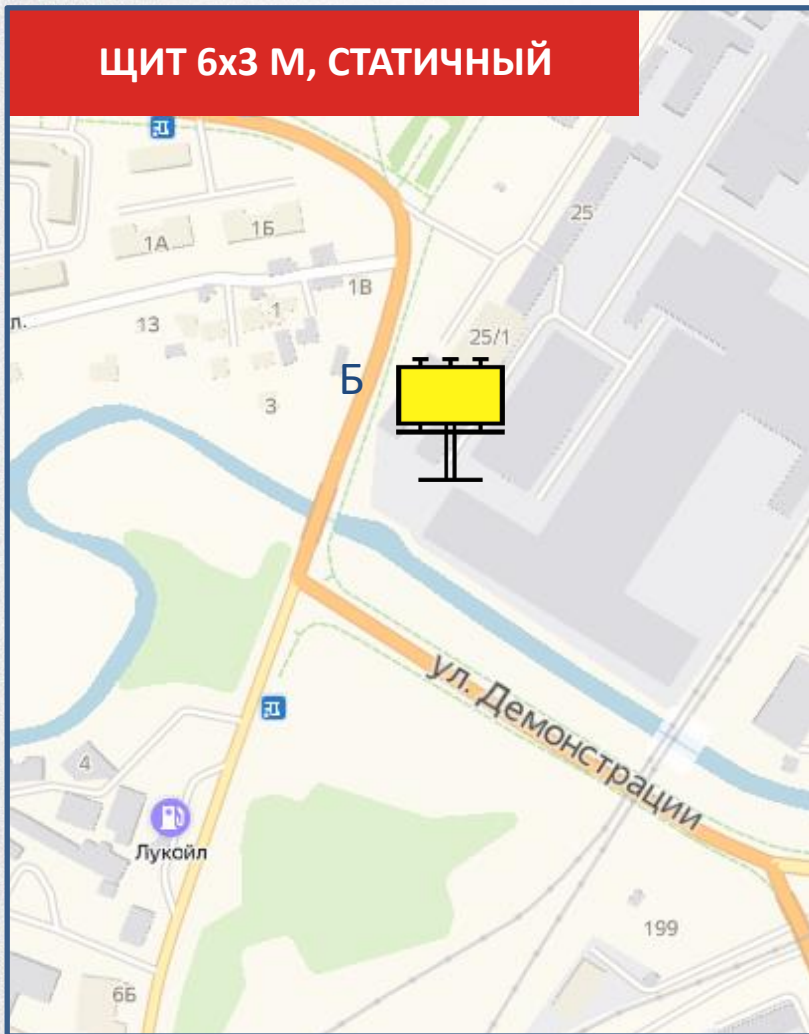 ЩИТ 6х3 М, СТАТИЧНЫЙ
1А
1Б
25
1В
л.
13
1
25/1
Б
3
ул. Демонстрации
4
Лукойл
199
6Б